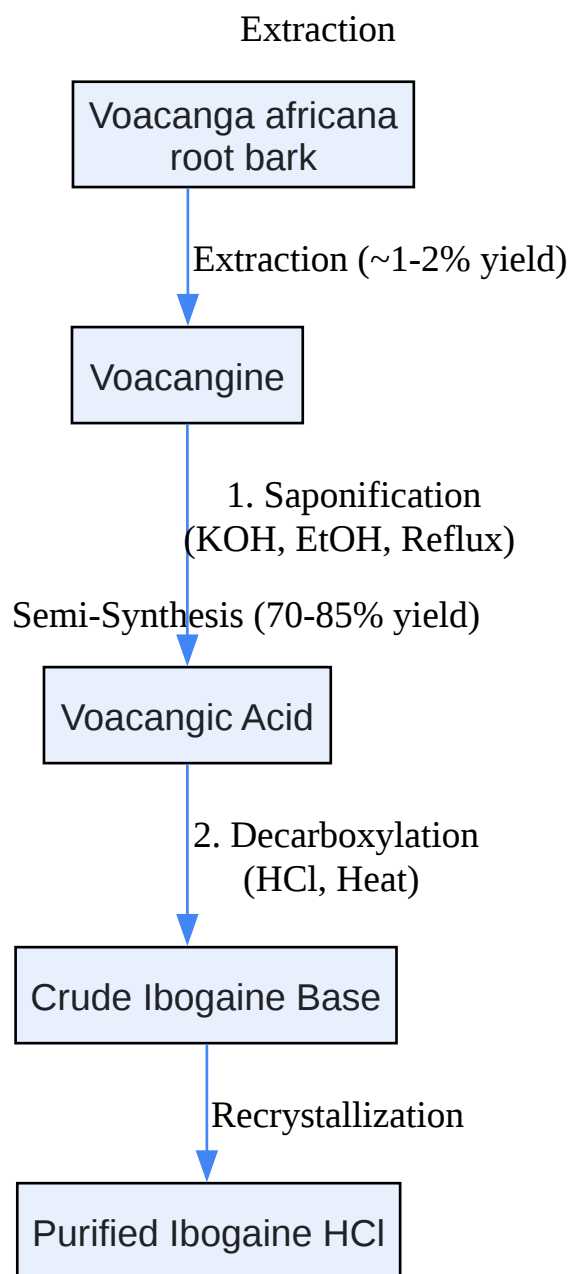 Extraction
Voacanga africana
root bark
Extraction (~1-2% yield)
Voacangine
1. Saponification
(KOH, EtOH, Reflux)
Semi-Synthesis (70-85% yield)
Voacangic Acid
2. Decarboxylation
(HCl, Heat)
Crude Ibogaine Base
Recrystallization
Purified Ibogaine HCl